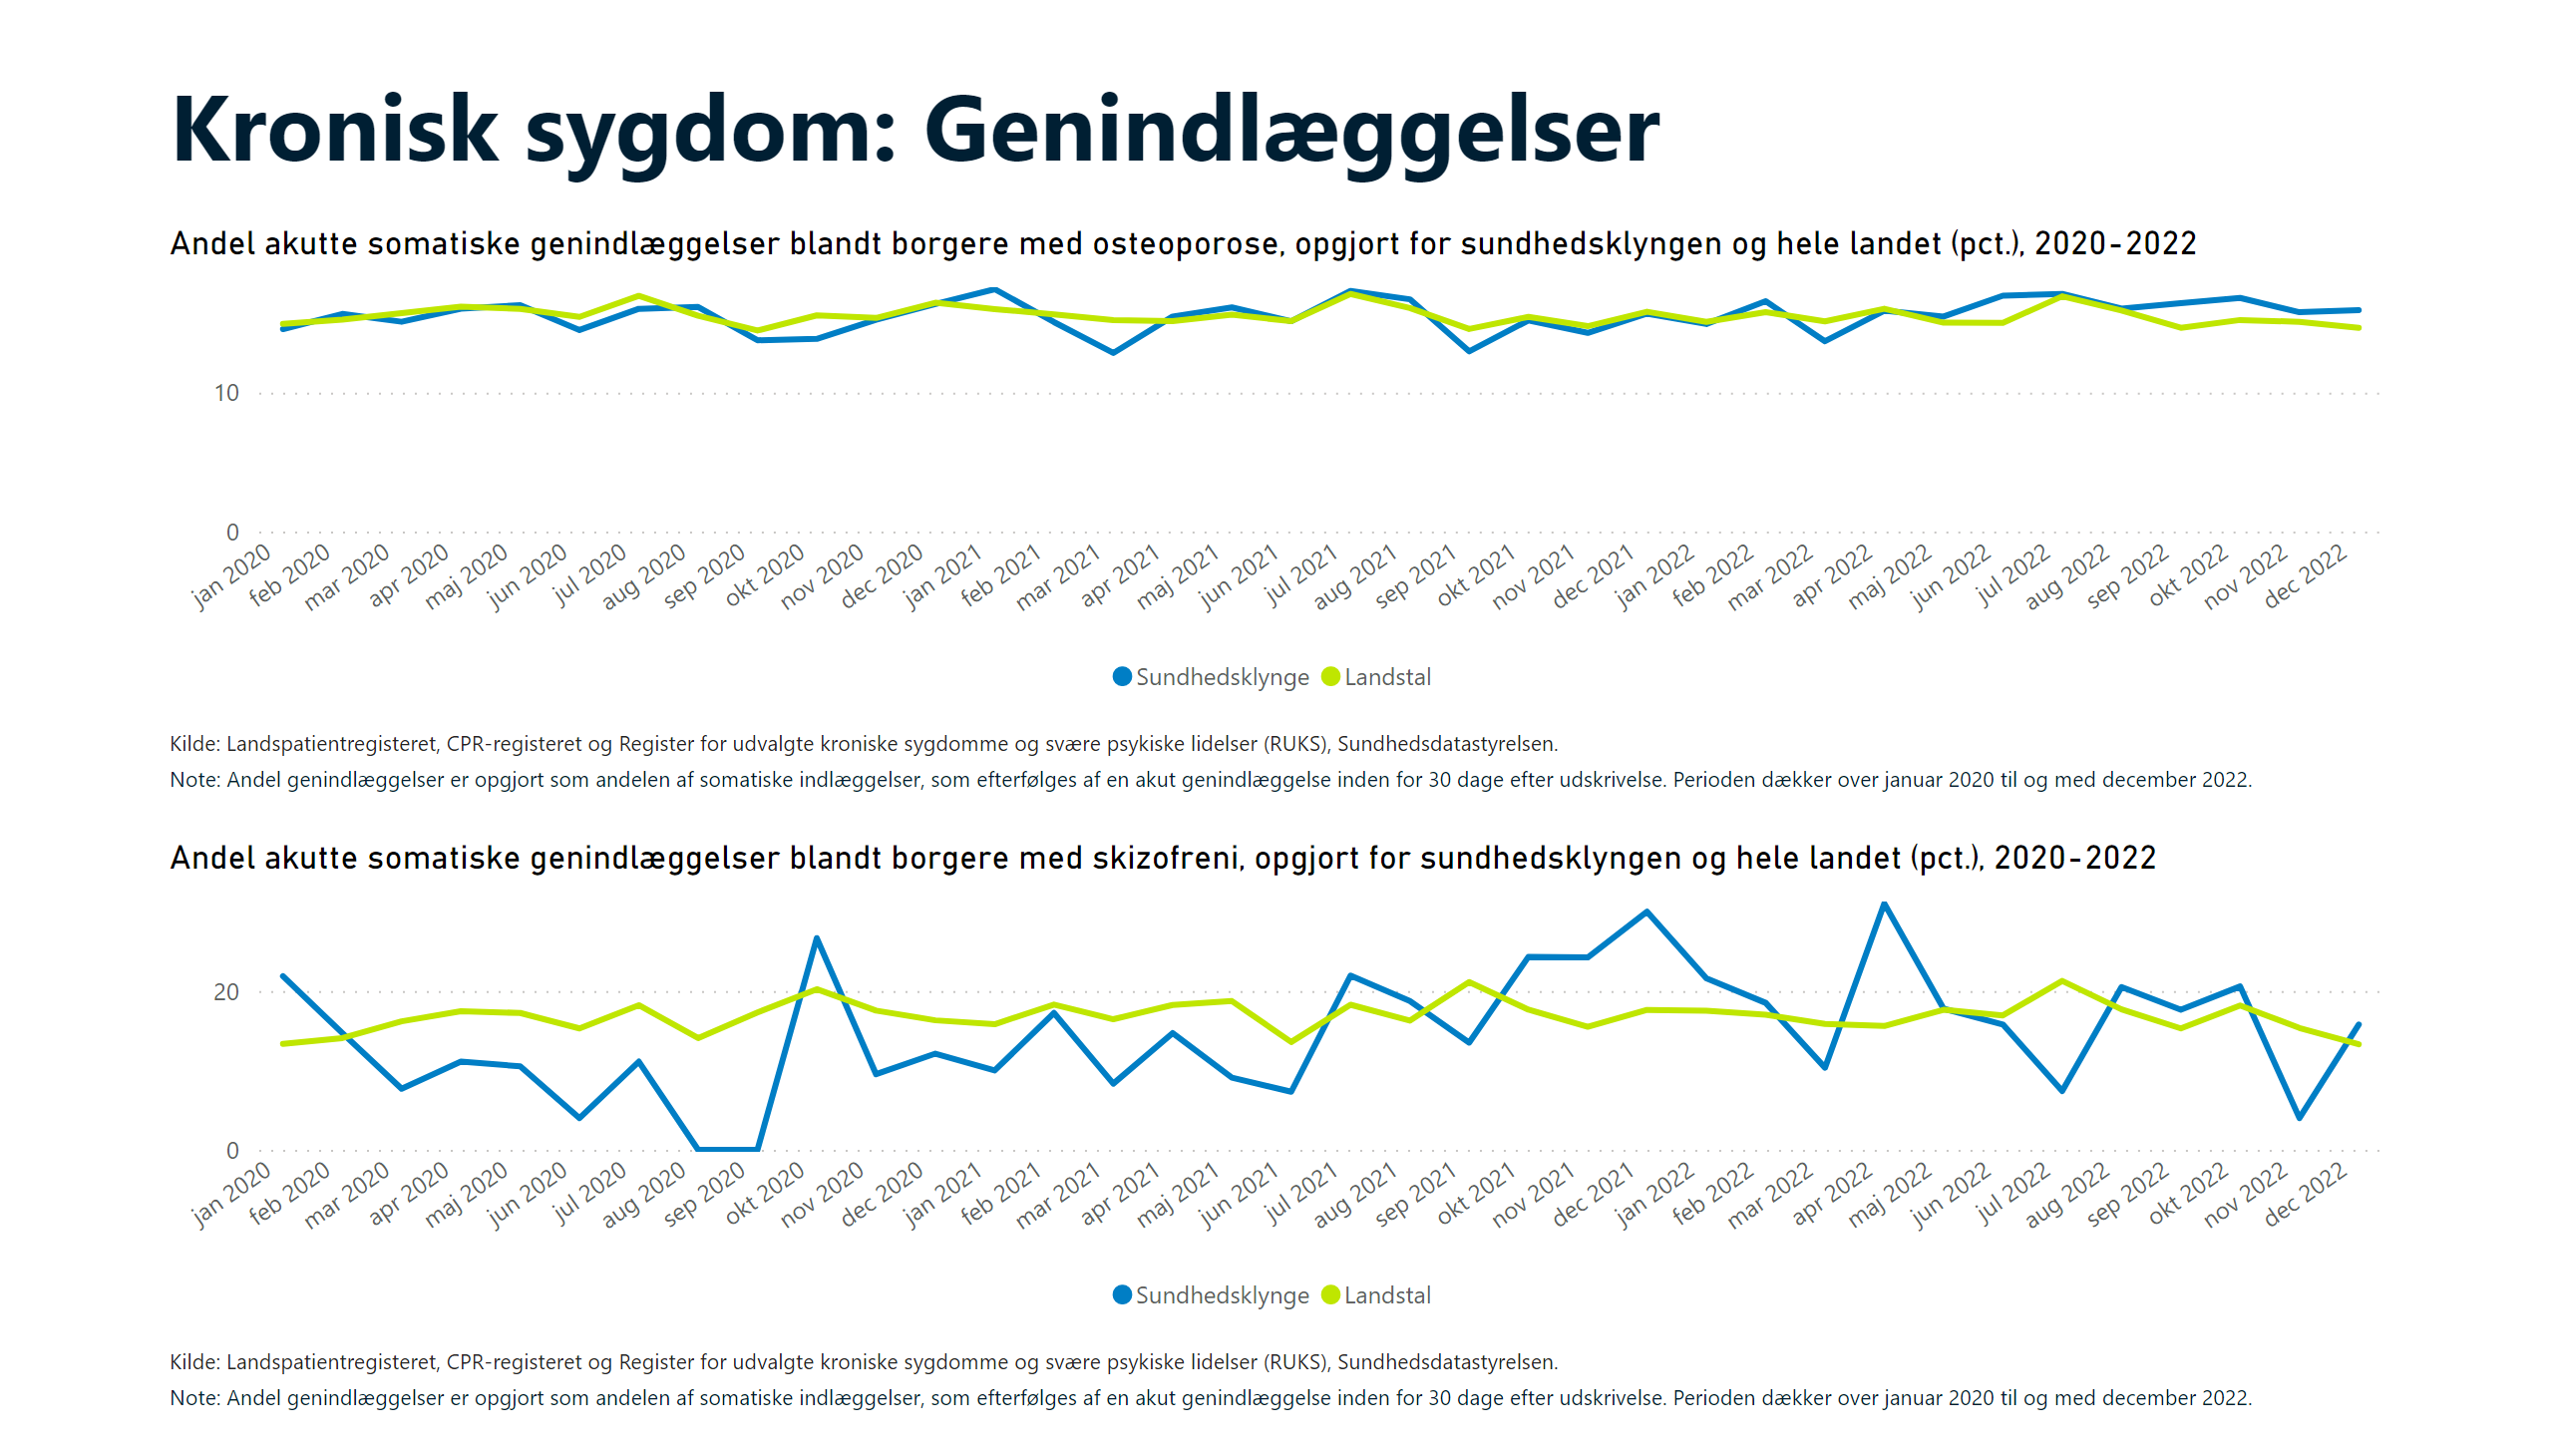 Kronisk sygdom: Genindlæggelser
Andel akutte somatiske genindlæggelser blandt borgere med osteoporose, opgjort for sundhedsklyngen og hele landet (pct.), 2020-2022
10
0
jan 2020
feb 2020
mar 2020
apr 2020
maj 2020
jun 2020
jul 2020
aug 2020
sep 2020
okt 2020
nov 2020
dec 2020
jan 2021
feb 2021
mar 2021
apr 2021
maj 2021
jun 2021
jul 2021
aug 2021
sep 2021
okt 2021
nov 2021
dec 2021
jan 2022
feb 2022
mar 2022
apr 2022
maj 2022
jun 2022
jul 2022
aug 2022
sep 2022
okt 2022
nov 2022
dec 2022
Sundhedsklynge Landstal
Kilde: Landspatientregisteret, CPR-registeret og Register for udvalgte kroniske sygdomme og svære psykiske lidelser (RUKS), Sundhedsdatastyrelsen.
Note: Andel genindlæggelser er opgjort som andelen af somatiske indlæggelser, som efterfølges af en akut genindlæggelse inden for 30 dage efter udskrivelse. Perioden dækker over januar 2020 til og med december 2022.
Andel akutte somatiske genindlæggelser blandt borgere med skizofreni, opgjort for sundhedsklyngen og hele landet (pct.), 2020-2022
20
0
jan 2020
feb 2020
mar 2020
apr 2020
maj 2020
jun 2020
jul 2020
aug 2020
sep 2020
okt 2020
nov 2020
dec 2020
jan 2021
feb 2021
mar 2021
apr 2021
maj 2021
jun 2021
jul 2021
aug 2021
sep 2021
okt 2021
nov 2021
dec 2021
jan 2022
feb 2022
mar 2022
apr 2022
maj 2022
jun 2022
jul 2022
aug 2022
sep 2022
okt 2022
nov 2022
dec 2022
Sundhedsklynge Landstal
Kilde: Landspatientregisteret, CPR-registeret og Register for udvalgte kroniske sygdomme og svære psykiske lidelser (RUKS), Sundhedsdatastyrelsen.
Note: Andel genindlæggelser er opgjort som andelen af somatiske indlæggelser, som efterfølges af en akut genindlæggelse inden for 30 dage efter udskrivelse. Perioden dækker over januar 2020 til og med december 2022.